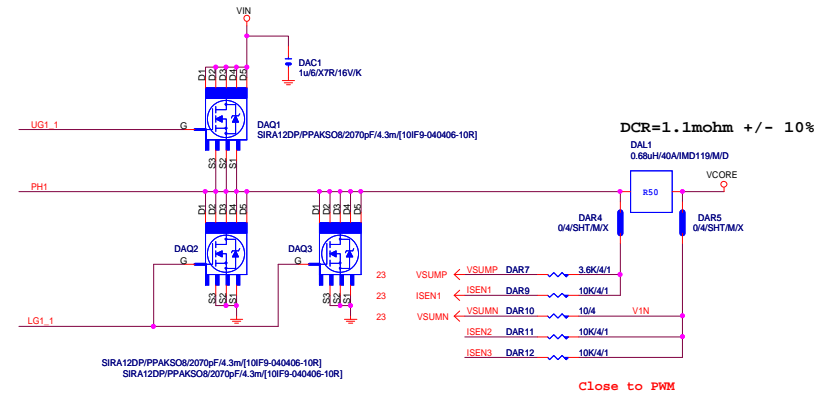 VIN
DAC1
1u/6/X7R/16V/K
D1 D2 D3 D4 D5
UG1_1
G
DAQ1
SIRA12DP/PPAKSO8/2070pF/4.3m/[10IF9-040406-10R]
S3 S2 S1
DCR=1.1mohm +/- 10%
DAL1
0.68uH/40A/IMD119/M/D
VCORE
PH1
R50
D1 D2 D3 D4 D5
D1 D2 D3 D4 D5
DAR4
0/4/SHT/M/X
DAR5
0/4/SHT/M/X
DAQ2
G
DAQ3
G
S3 S2 S1
S3 S2 S1
23 VSUMP VSUMP DAR7 3.6K/4/1
23 ISEN1 ISEN1 DAR9 10K/4/1
23 VSUMN VSUMN DAR10 10/4 V1N
ISEN2 DAR11 10K/4/1
ISEN3 DAR12 10K/4/1
LG1_1
SIRA12DP/PPAKSO8/2070pF/4.3m/[10IF9-040406-10R]
SIRA12DP/PPAKSO8/2070pF/4.3m/[10IF9-040406-10R]
Close to PWM